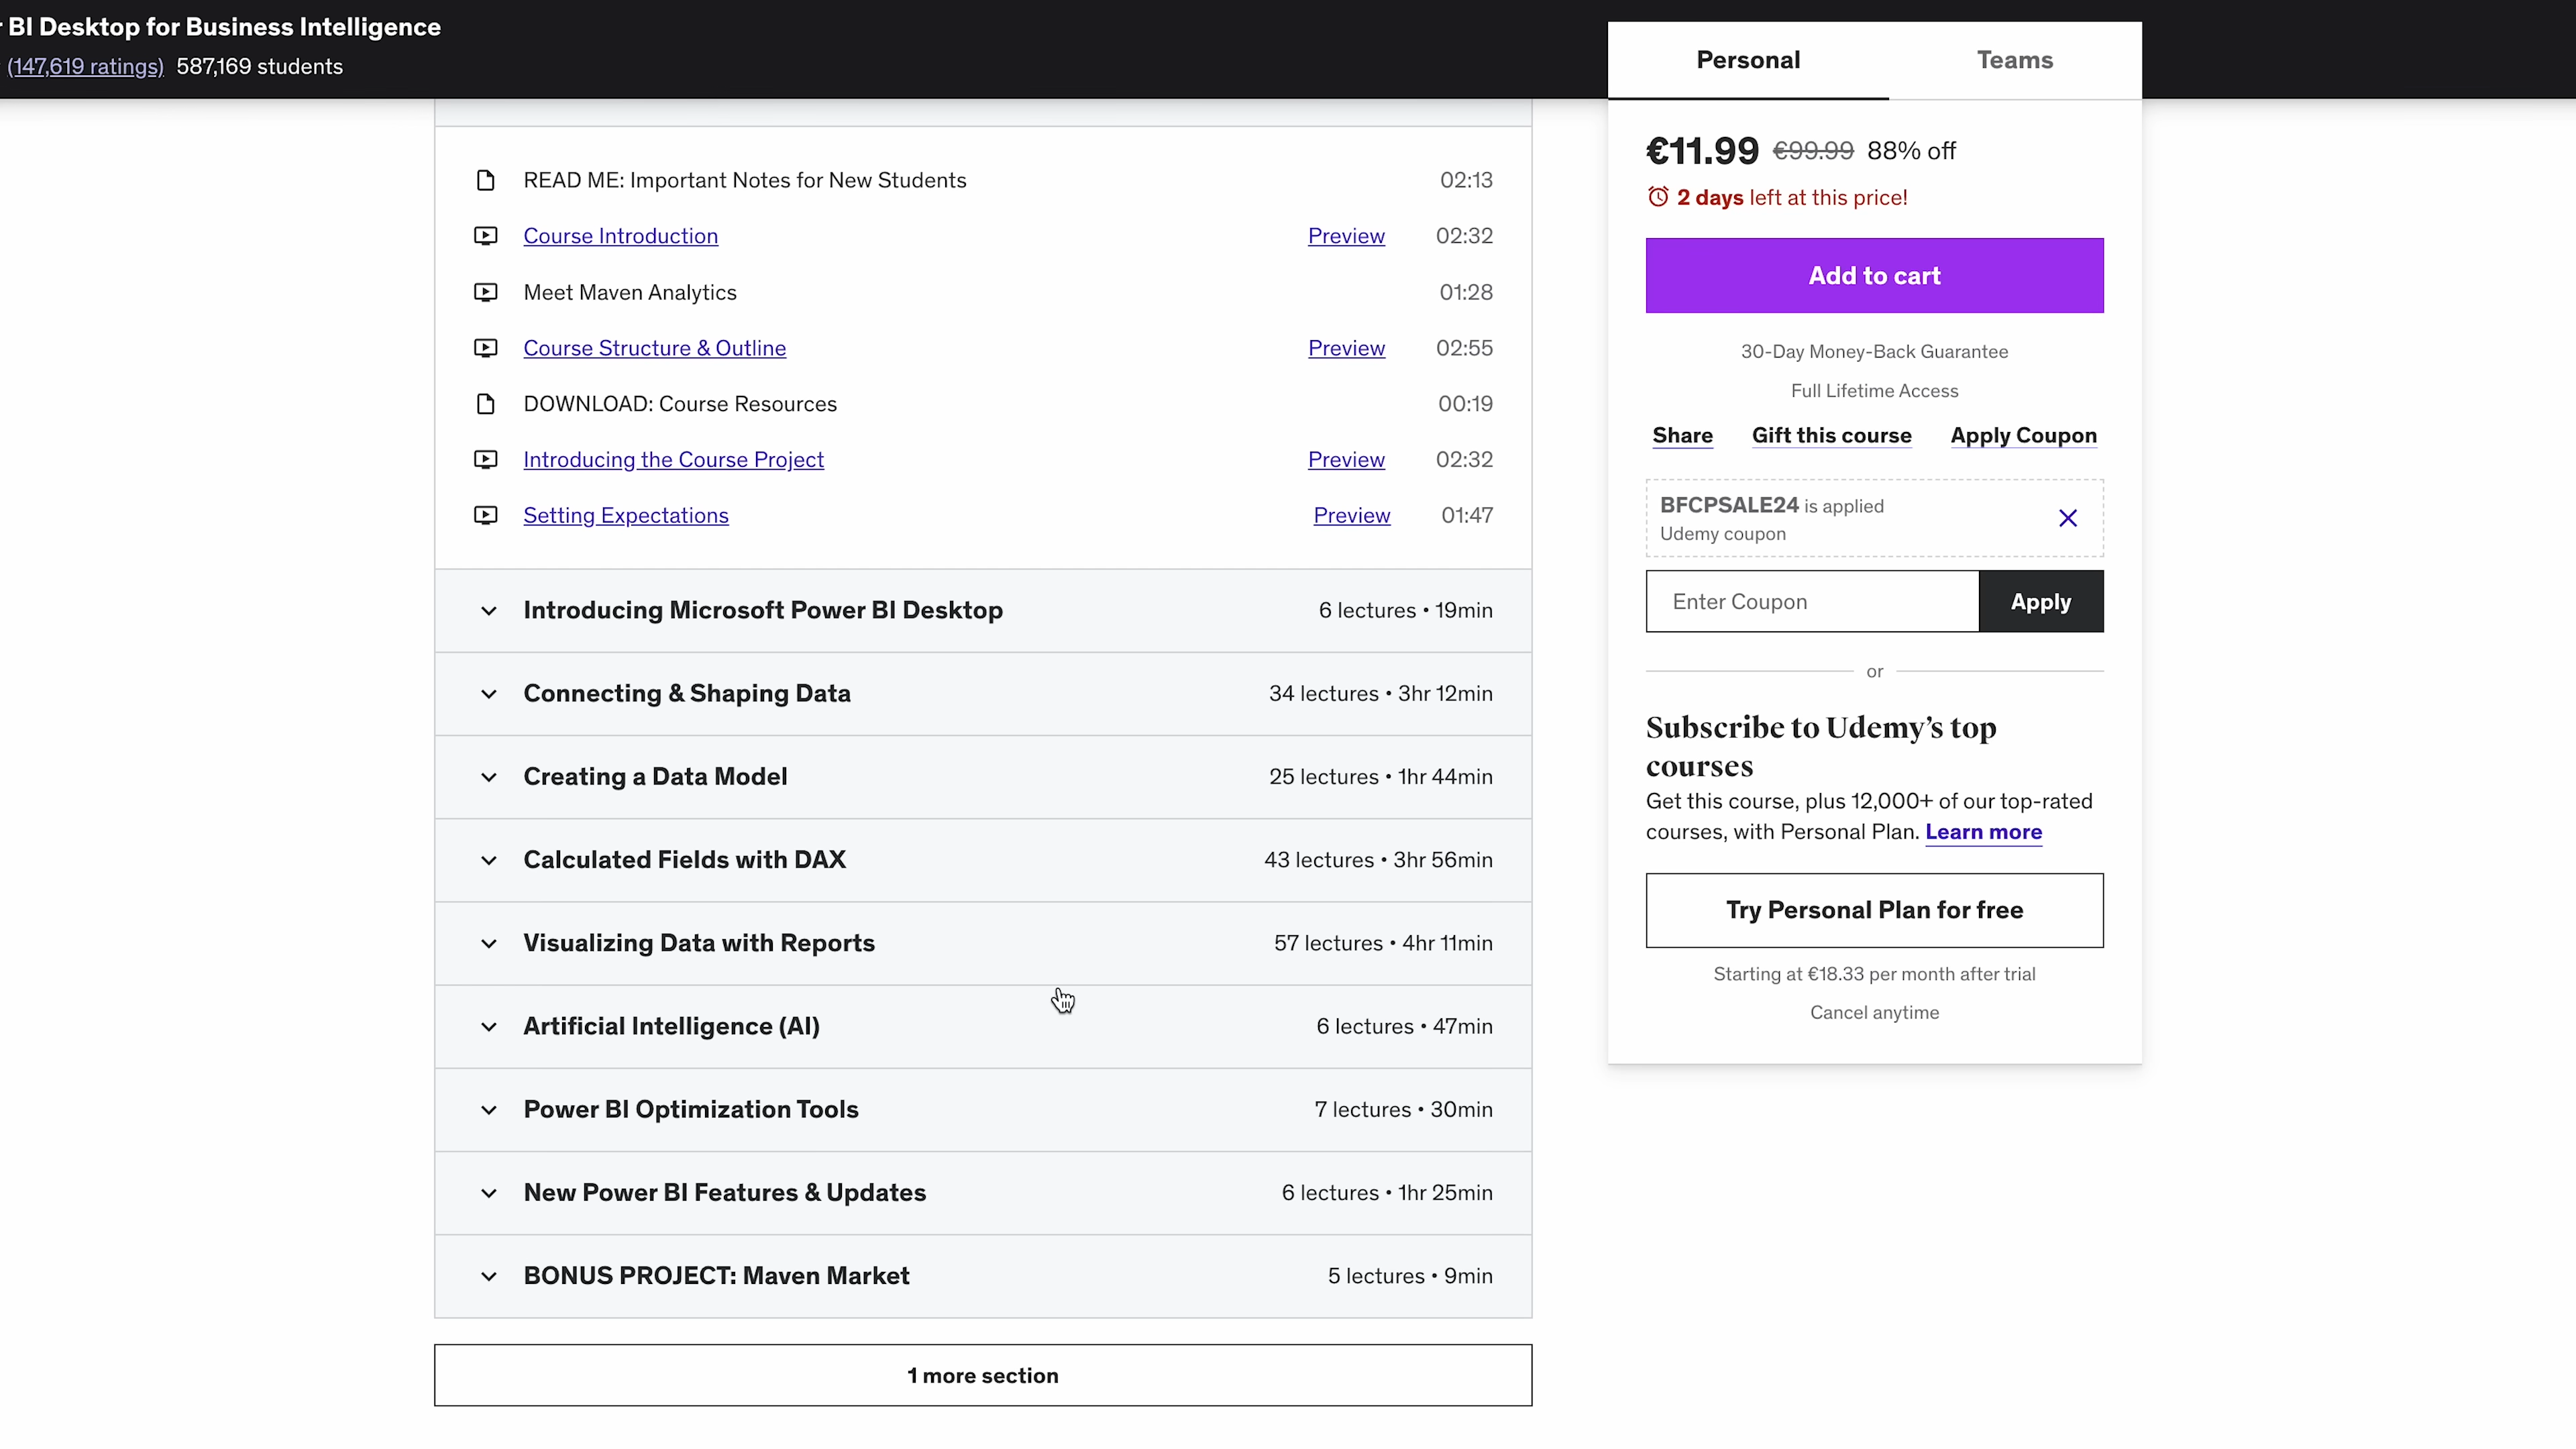 BI Desktop for Business Intelligence
(147,619 ratings) 587,169 students
READ ME: Important Notes for New Students 02:13
Course Introduction Preview 02:32
Meet Maven Analytics 01:28
Course Structure & Outline Preview 02:55
DOWNLOAD: Course Resources 00:19
Introducing the Course Project Preview 02:32
Setting Expectations Preview 01:47
Introducing Microsoft Power BI Desktop 6 lectures • 19min
Connecting & Shaping Data 34 lectures • 3hr 12min
Creating a Data Model 25 lectures • 1hr 44min
Calculated Fields with DAX 43 lectures • 3hr 56min
Visualizing Data with Reports 57 lectures • 4hr 11min
Artificial Intelligence (AI) 6 lectures • 47min
Power BI Optimization Tools 7 lectures • 30min
New Power BI Features & Updates 6 lectures • 1hr 25min
BONUS PROJECT: Maven Market 5 lectures • 9min
1 more section
Personal Teams
€11.99 €99.99 88% off
2 days left at this price!
Add to cart
30-Day Money-Back Guarantee
Full Lifetime Access
Share Gift this course Apply Coupon
BFCPSALE24 is applied
Udemy coupon
Enter Coupon Apply
or
Subscribe to Udemy’s top
courses
Get this course, plus 12,000+ of our top-rated
courses, with Personal Plan. Learn more
Try Personal Plan for free
Starting at €18.33 per month after trial
Cancel anytime